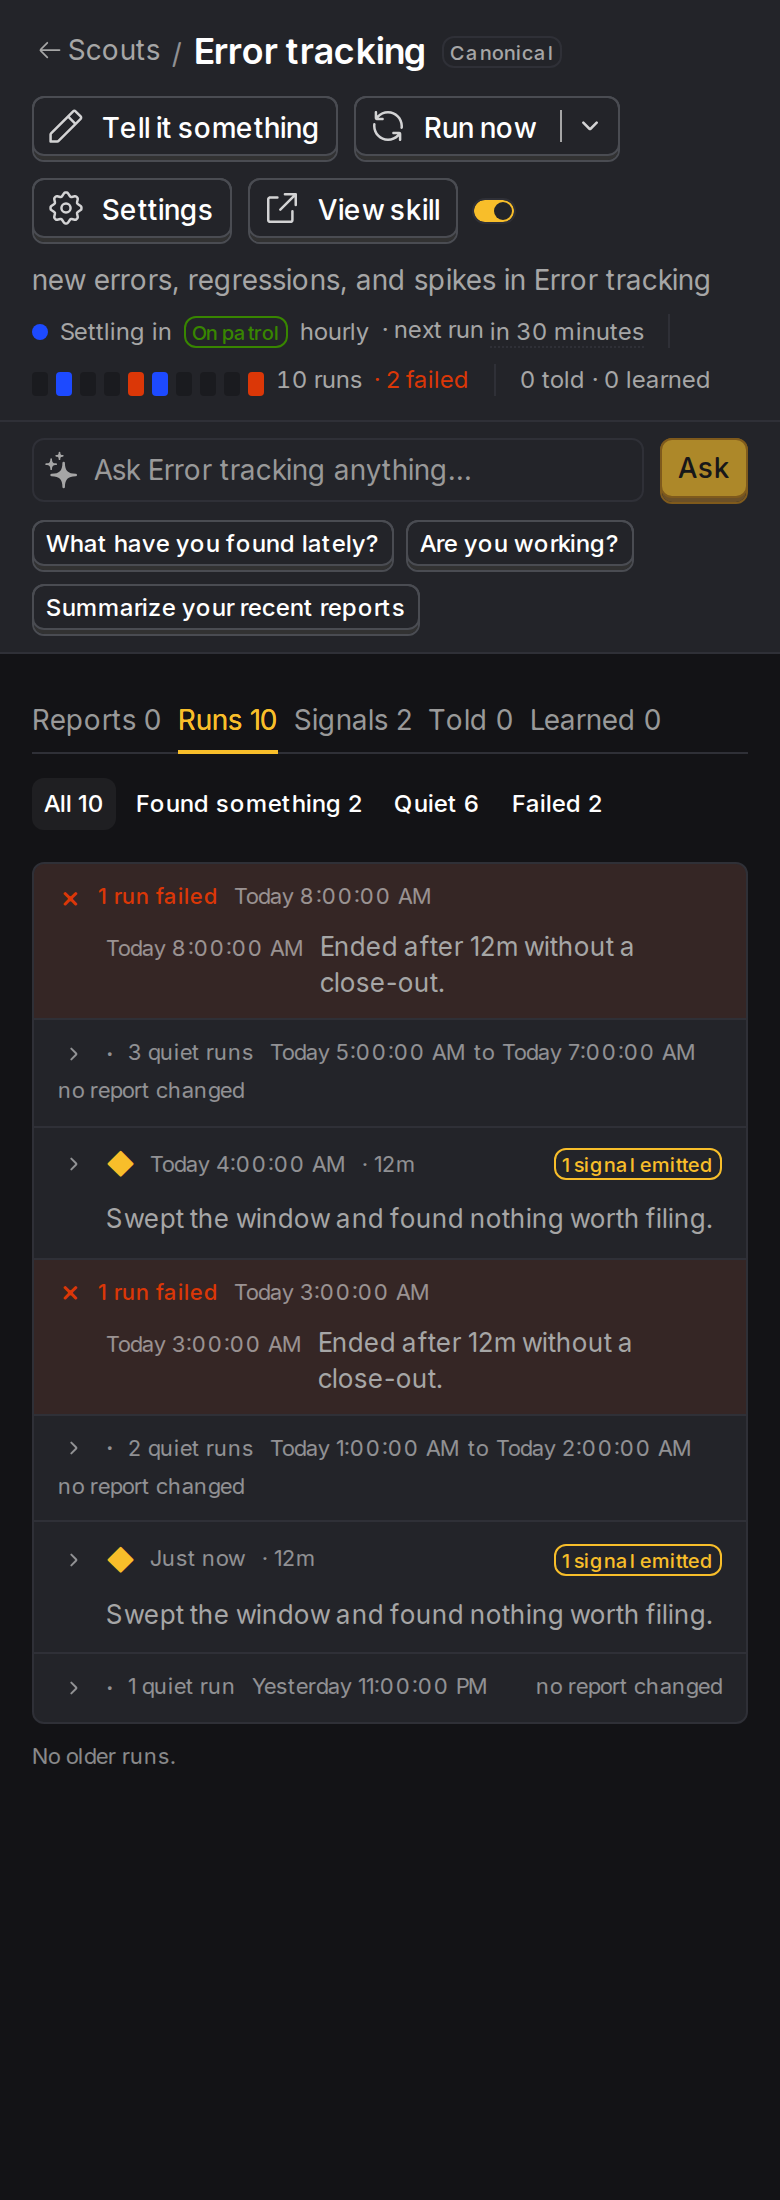 Scouts / Error tracking Canonical
Tell it something Run now
Settings View skill
new errors, regressions, and spikes in Error tracking
Settling in On patrol hourly · next run in 30 minutes
10 runs · 2 failed 0 told · 0 learned
Ask Error tracking anything... Ask
What have you found lately? Are you working?
Summarize your recent reports
Reports 0 Runs 10 Signals 2 Told 0 Learned 0
All 10 Found something 2 Quiet 6 Failed 2
1 run failed Today 8:00:00 AM
Today 8:00:00 AM Ended after 12m without a
close-out.
· 3 quiet runs Today 5:00:00 AM to Today 7:00:00 AM
no report changed
Today 4:00:00 AM · 12m 1 signal emitted
Swept the window and found nothing worth filing.
1 run failed Today 3:00:00 AM
Today 3:00:00 AM Ended after 12m without a
close-out.
· 2 quiet runs Today 1:00:00 AM to Today 2:00:00 AM
no report changed
Just now · 12m 1 signal emitted
Swept the window and found nothing worth filing.
· 1 quiet run Yesterday 11:00:00 PM no report changed
No older runs.